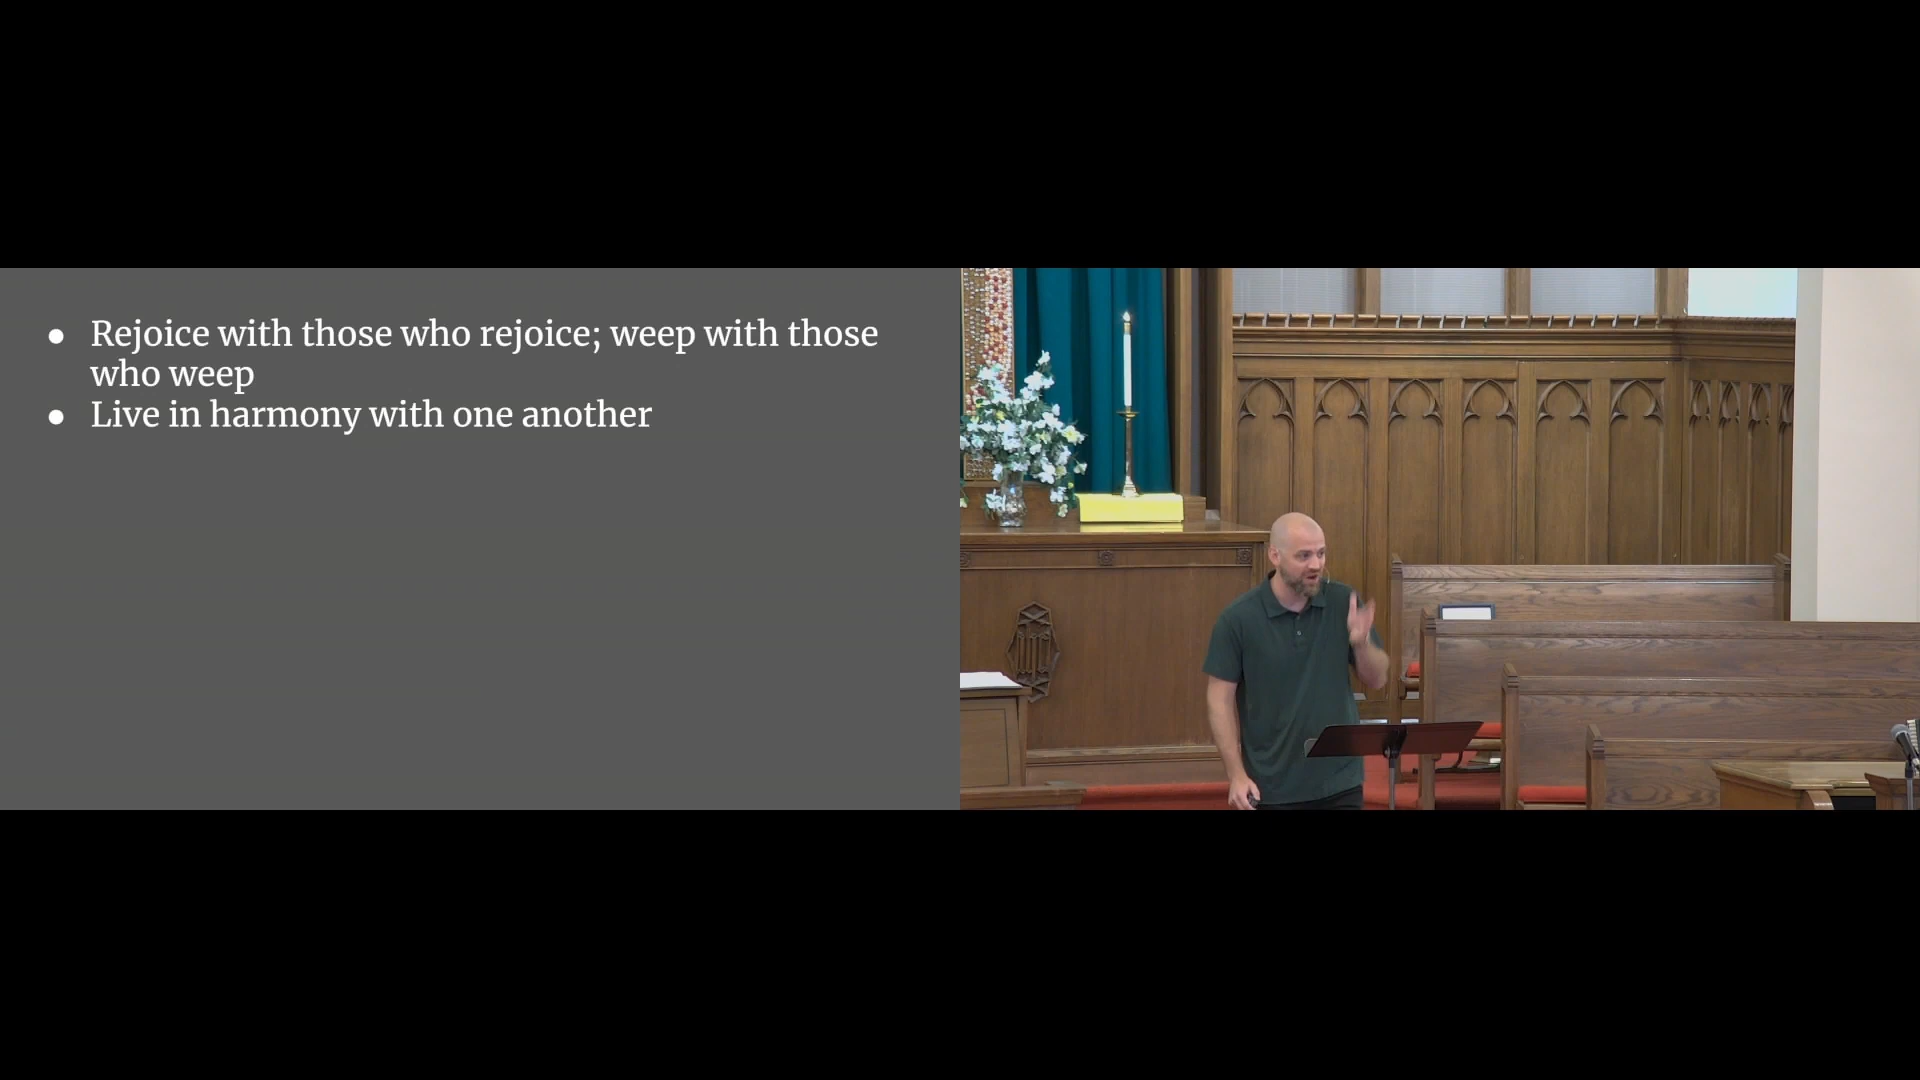 ● Rejoice with those who rejoice; weep with those
who weep
● Live in harmony with one another